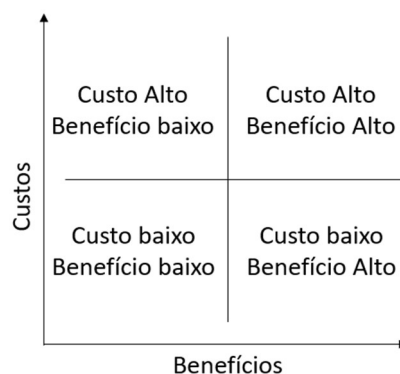 Custo Alto
Benefício baixo
Custo Alto
Benefício Alto
Custos
Custo baixo
Benefício baixo
Custo baixo
Benefício Alto
Benefícios